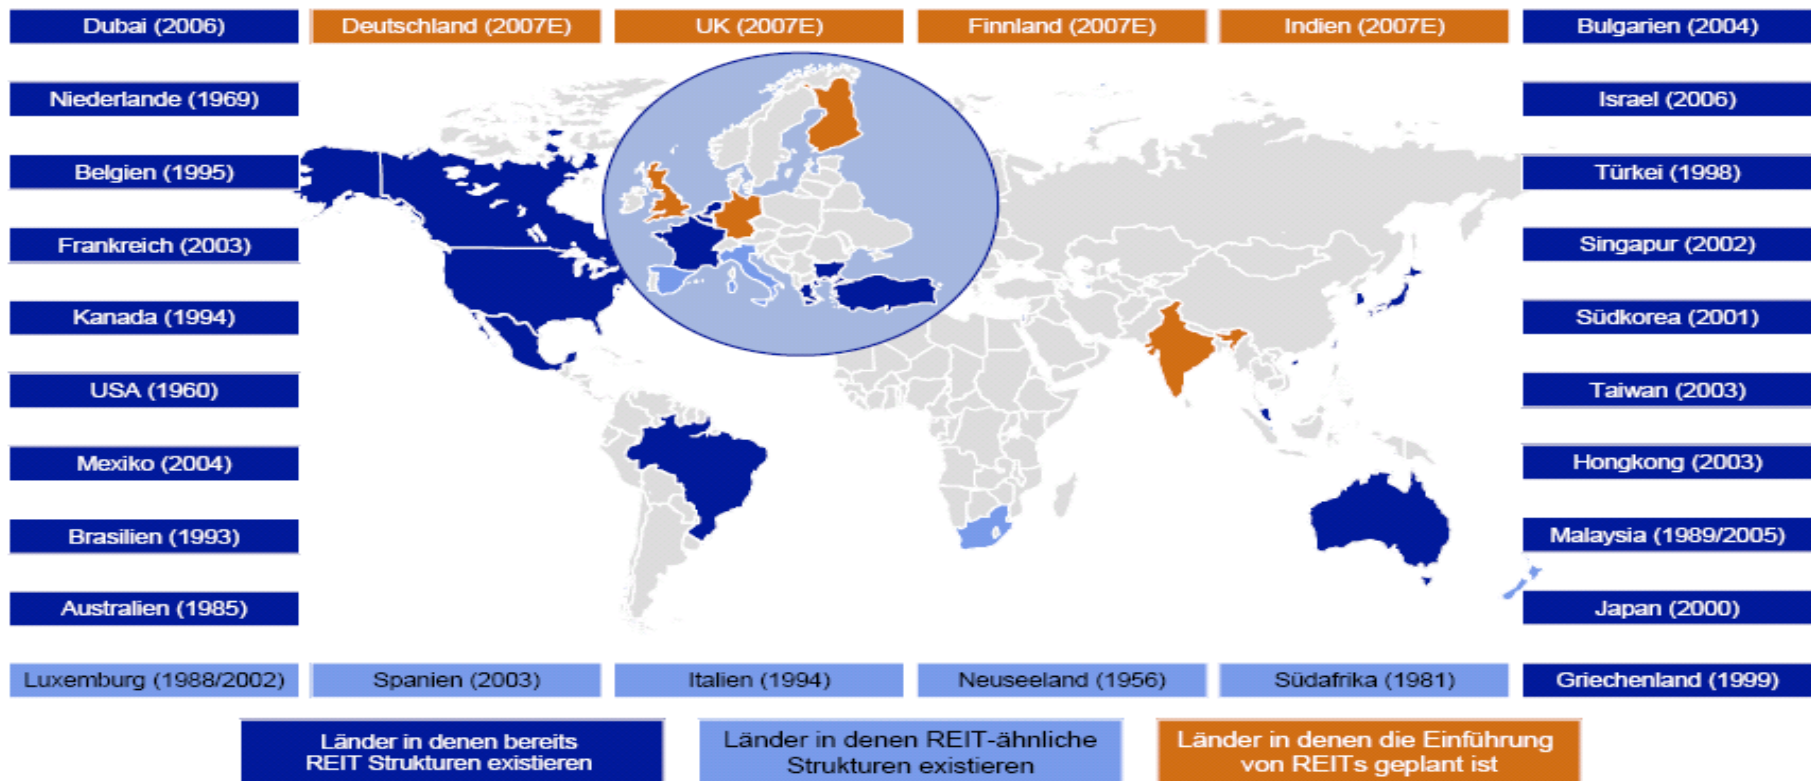 Dubai (2006)
Deutschland (2007E)
UK (2007E)
Finnland (2007E)
Indien (2007E)
Bulgarien (2004)
Niederlande (1969)
Israel (2006)
Belgien (1995)
Türkei (1998)
Frankreich (2003)
Singapur (2002)
Kanada (1994)
Südkorea (2001)
USA (1960)
Taiwan (2003)
Mexiko (2004)
Hongkong (2003)
Brasilien (1993)
Malaysia (1989/2005)
Australien (1985)
Japan (2000)
Luxemburg (1988/2002)
Spanien (2003)
Italien (1994)
Neuseeland (1956)
Südafrika (1981)
Griechenland (1999)
Länder in denen bereits
REIT Strukturen existieren
Länder in denen REIT-ähnliche
Strukturen existieren
Länder in denen die Einführung
von REITs geplant ist